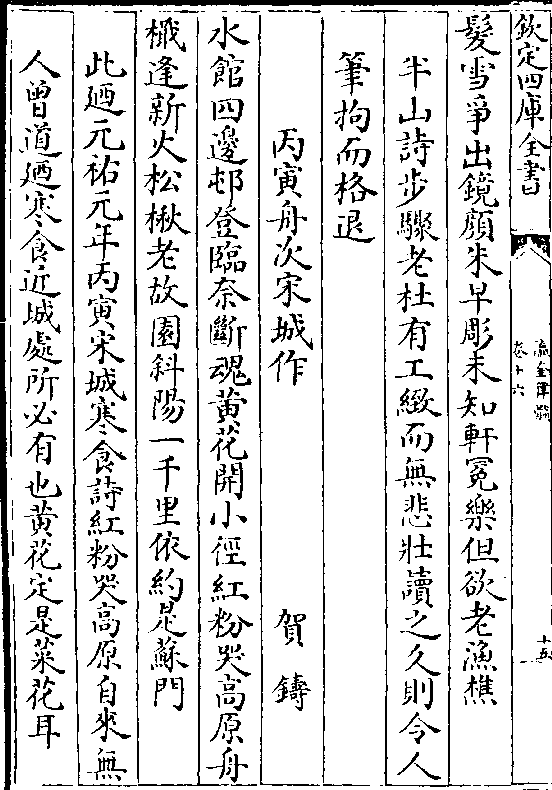 欽定四庫全書
瀛奎律髓
卷十六
十五
髮雪爭出鏡顔朱早彫未知軒冕樂但欲老漁樵
半山詩步驟老杜有工緻而無悲壯讀之久則令人
筆拘而格退
丙寅舟次宋城作　賀鑄
水館四邊邨登臨奈斷魂黄花開小徑紅粉哭高原舟
檝逢新火松楸老故園斜陽一千里依約是蘇門
此廼元祐元年丙寅宋城寒食詩紅粉哭高原自來無
人曾道廼寒食近城處所必有也黄花定是菜花耳